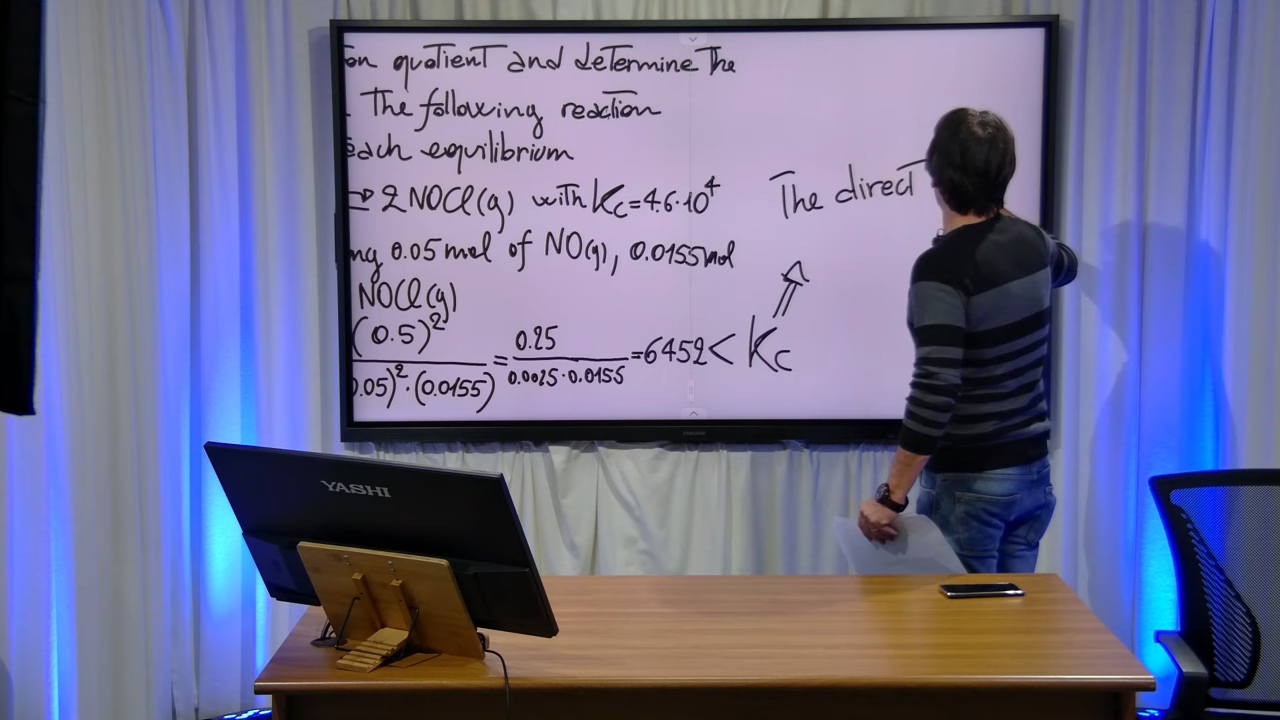 on quotient and determine the
. The following reaction
each equilibrium
⇒ 2 NOCl(g) with Kc=4.6·10⁴
ng 0.05 mol of NO(g), 0.0155 mol
NOCl(g)
(0.5)² / 0.05)²·(0.0155) = 0.25 / 0.0025·0.0155 = 6452 < Kc
The direct
YASHI